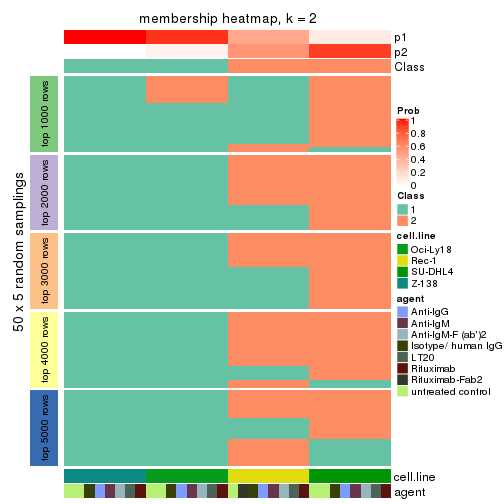 membership heatmap, k = 2
p1
p2
Class
50 x 5 random samplings
top 1000 rows
top 2000 rows
top 3000 rows
top 4000 rows
top 5000 rows
cell.line
agent
Prob
1
0.8
0.6
0.4
0.2
0
Class
1
2
cell.line
Oci-Ly18
Rec-1
SU-DHL4
Z-138
agent
Anti-IgG
Anti-IgM
Anti-IgM-F (ab')2
Isotype/ human IgG
LT20
Rituximab
Rituximab-Fab2
untreated control